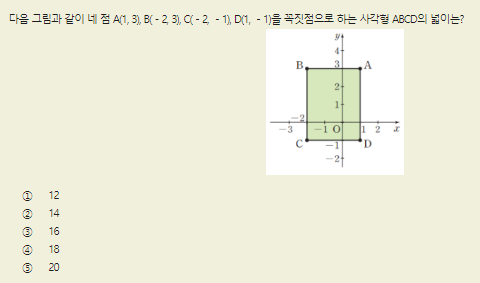 다음 그림과 같이 네 점 A(1, 3), B( - 2, 3), C( - 2, - 1), D(1, - 1)을 꼭짓점으로 하는 사각형 ABCD의 넓이는?
y
4
B 3 A
2
1
-2
-3 -1 O 1 2 x
C -1 D
-2
① 12
② 14
③ 16
④ 18
⑤ 20